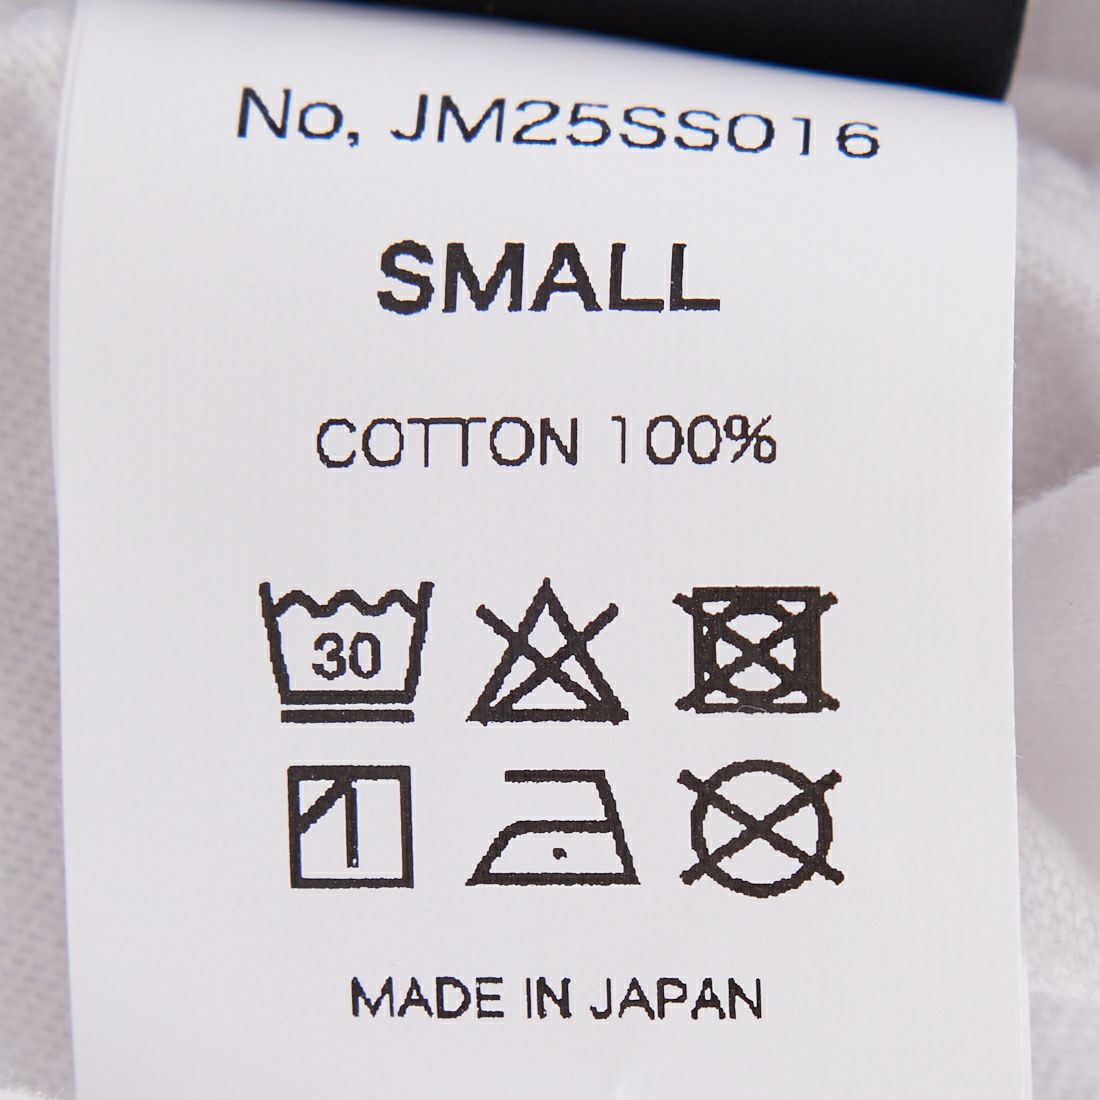 No, JM25SS016
SMALL
COTTON 100%
30
MADE IN JAPAN